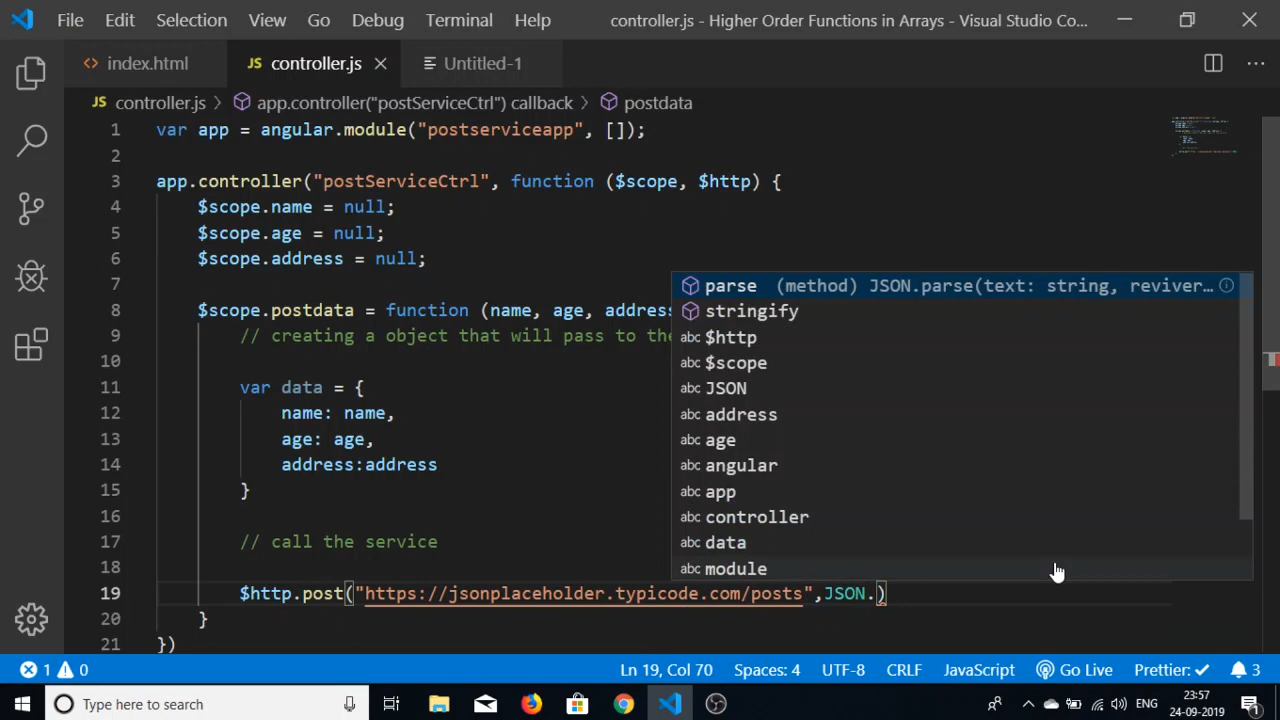 File Edit Selection View Go Debug Terminal Help controller.js - Higher Order Functions in Arrays - Visual Studio Co...
index.html JS controller.js Untitled-1
JS controller.js app.controller("postServiceCtrl") callback postdata
1 var app = angular.module("postserviceapp", []);
2
3 app.controller("postServiceCtrl", function ($scope, $http) {
4 $scope.name = null;
5 $scope.age = null;
6 $scope.address = null;
7
8 $scope.postdata = function (name, age, address
9 // creating a object that will pass to the
10
11 var data = {
12 name: name,
13 age: age,
14 address:address
15 }
16
17 // call the service
18
19 $http.post("https://jsonplaceholder.typicode.com/posts",JSON.)
20 }
21 })
parse (method) JSON.parse(text: string, reviver...
stringify
abc $http
abc $scope
abc JSON
abc address
abc age
abc angular
abc app
abc controller
abc data
abc module
1 0 Ln 19, Col 70 Spaces: 4 UTF-8 CRLF JavaScript Go Live Prettier: 3
Type here to search ENG 23:57
24-09-2019 1